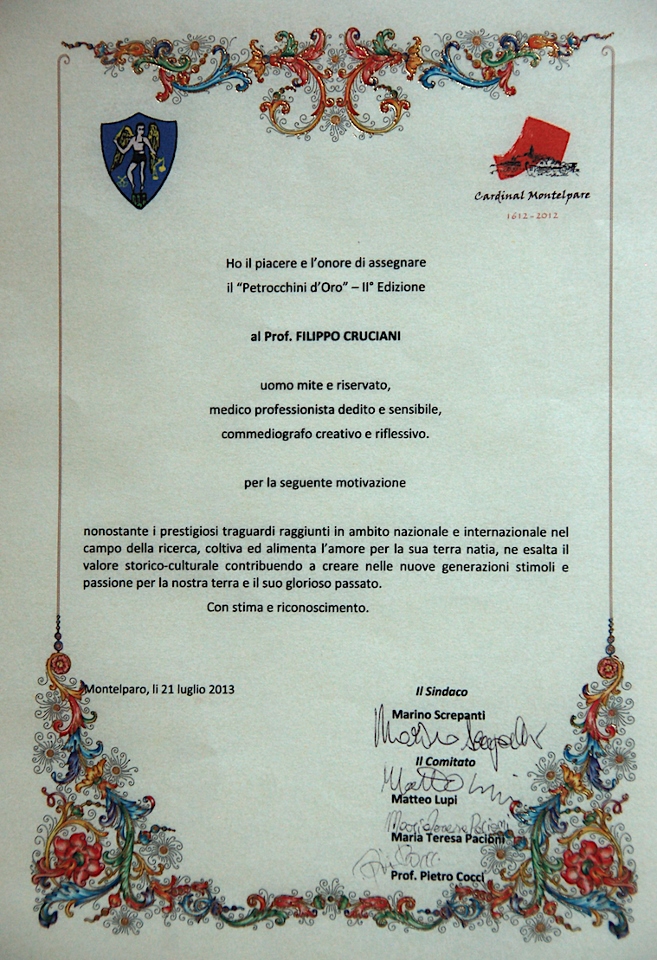 Cardinal Montelpare
1612-2012
Ho il piacere e l'onore di assegnare
il "Petrocchini d'Oro" – II° Edizione
al Prof. FILIPPO CRUCIANI
uomo mite e riservato,
medico professionista dedito e sensibile,
commediografo creativo e riflessivo.
per la seguente motivazione
nonostante i prestigiosi traguardi raggiunti in ambito nazionale e internazionale nel
campo della ricerca, coltiva ed alimenta l'amore per la sua terra natia, ne esalta il
valore storico-culturale contribuendo a creare nelle nuove generazioni stimoli e
passione per la nostra terra e il suo glorioso passato.
Con stima e riconoscimento.
Montelparo, li 21 luglio 2013
Il Sindaco
Marino Screpanti
Il Comitato
Matteo Lupi
Maria Teresa Pacioni
Prof. Pietro Cocci